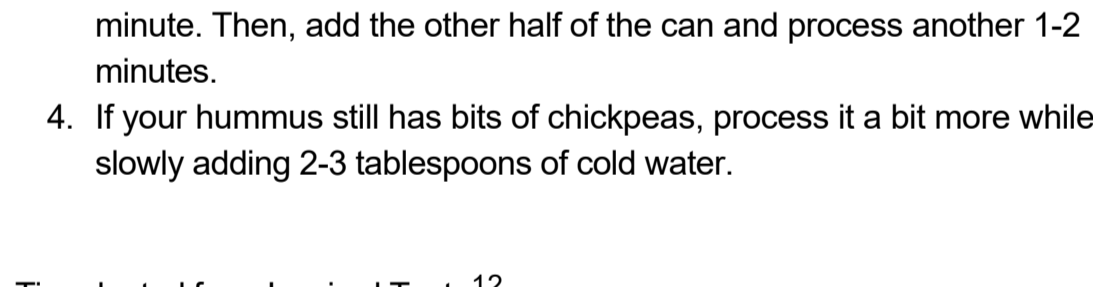 minute. Then, add the other half of the can and process another 1-2
minutes.
4. If your hummus still has bits of chickpeas, process it a bit more while
slowly adding 2-3 tablespoons of cold water.
12